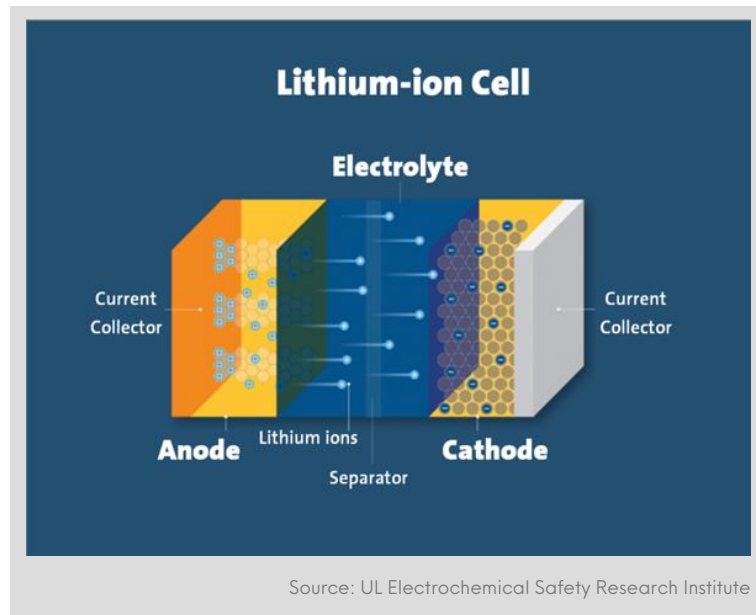 Lithium-ion Cell
Electrolyte
Current
Collector
Current
Collector
Anode
Lithium ions
Cathode
Separator
Source: UL Electrochemical Safety Research Institute